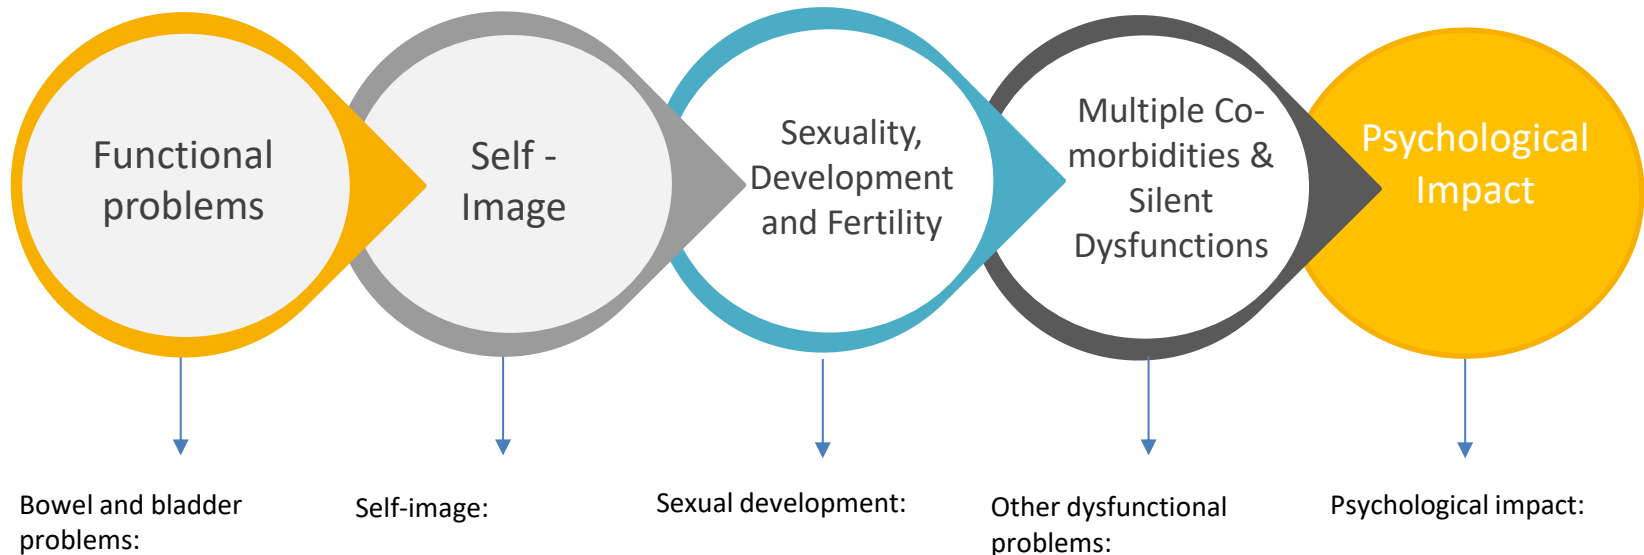 Functional
problems
Self -
Image
Sexuality,
Development
and Fertility
Multiple Co-
morbidities &
Silent
Dysfunctions
Psychological
Impact
Bowel and bladder
problems:
Self-image:
Sexual development:
Other dysfunctional
problems:
Psychological impact: